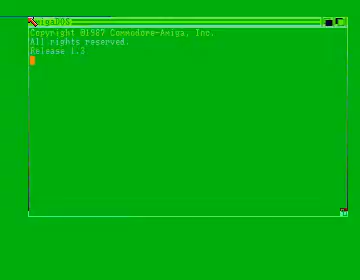 AmigaDOS
Copyright ©1987 Commodore-Amiga, Inc.
All rights reserved.
Release 1.3